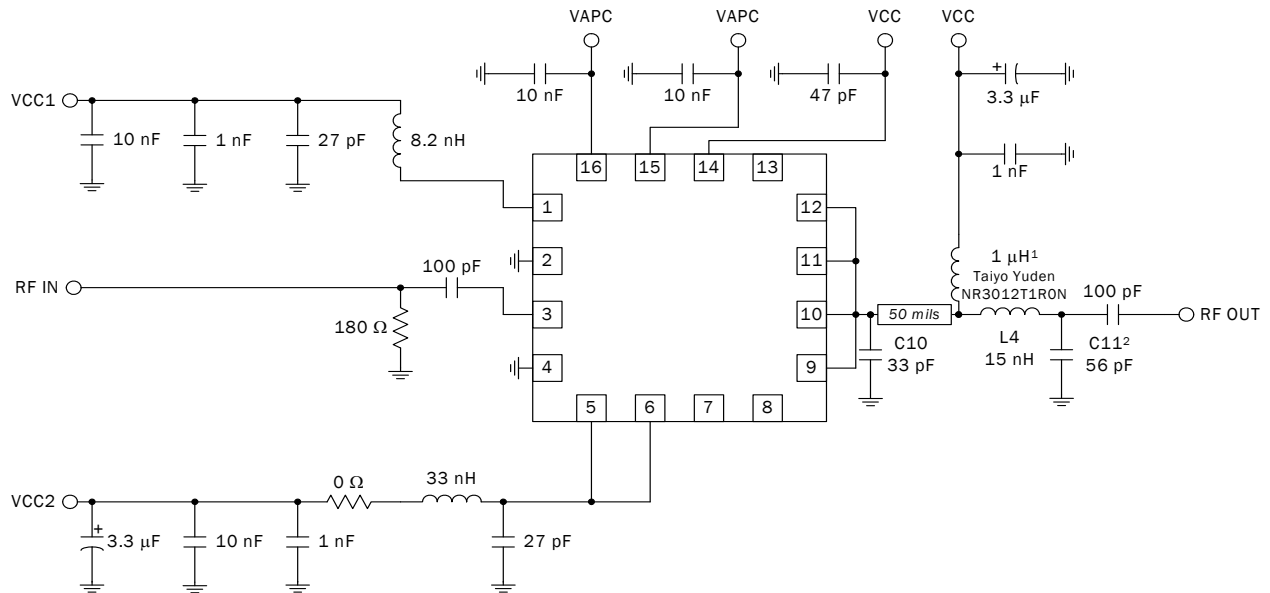 VAPC
VAPC
VCC
VCC
10 nF
10 nF
47 pF
+
3.3 μF
VCC1
10 nF
1 nF
27 pF
8.2 nH
1 nF
16
15
14
13
1
12
2
11
1 μH¹
Taiyo Yuden
NR3012T1R0N
RF IN
100 pF
180 Ω
3
10
50 mils
100 pF
RF OUT
C10
33 pF
L4
15 nH
C11²
56 pF
4
9
5
6
7
8
VCC2
0 Ω
33 nH
+
3.3 μF
10 nF
1 nF
27 pF